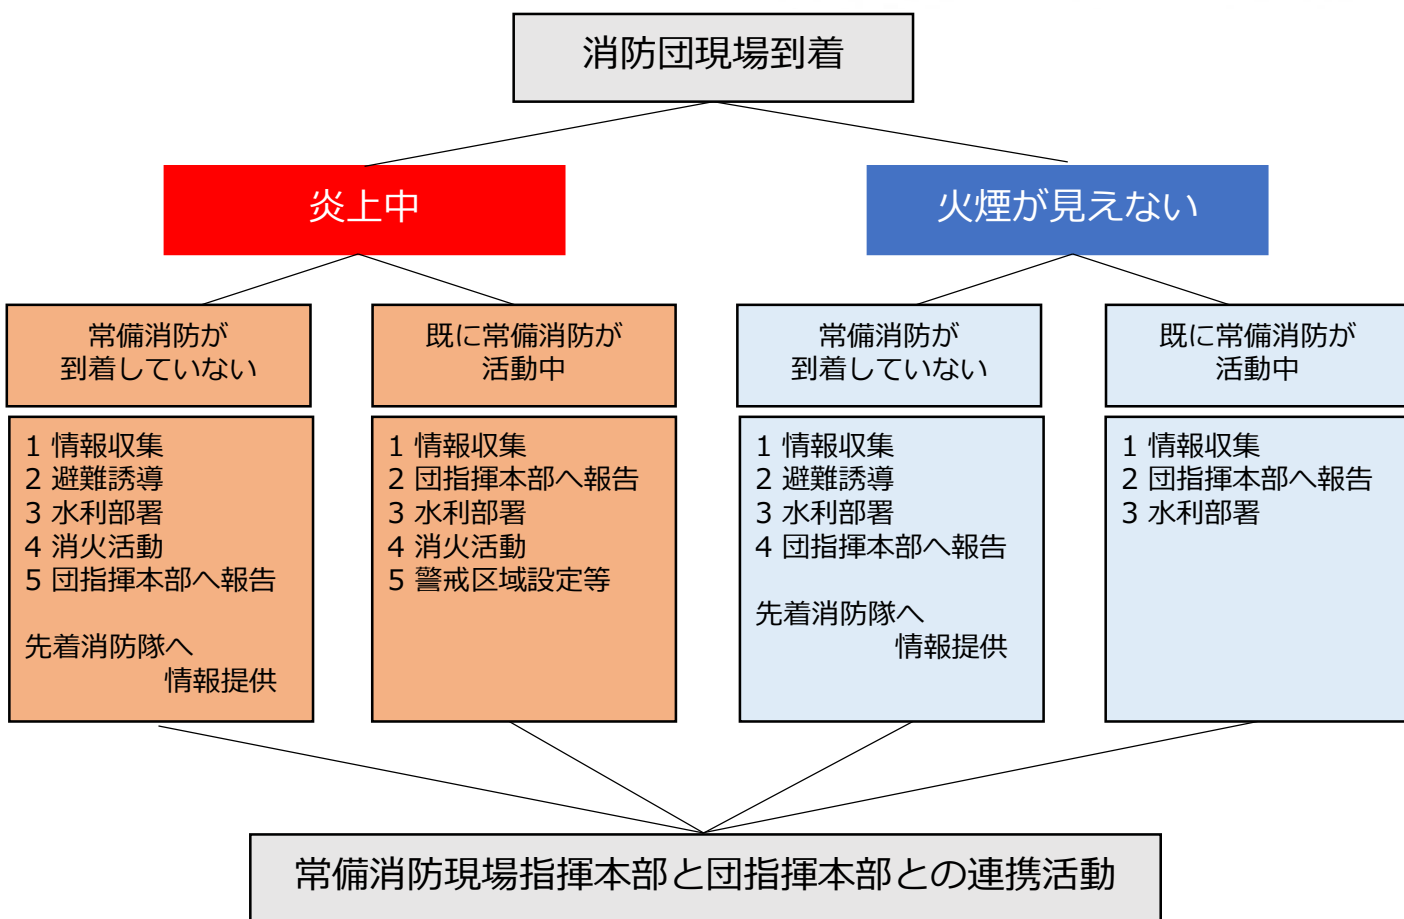 消防団現場到着
炎上中
火煙が見えない
常備消防が
到着していない
既に常備消防が
活動中
常備消防が
到着していない
既に常備消防が
活動中
1 情報収集
2 避難誘導
3 水利部署
4 消火活動
5 団指揮本部へ報告
先着消防隊へ
情報提供
1 情報収集
2 団指揮本部へ報告
3 水利部署
4 消火活動
5 警戒区域設定等
1 情報収集
2 避難誘導
3 水利部署
4 団指揮本部へ報告
先着消防隊へ
情報提供
1 情報収集
2 団指揮本部へ報告
3 水利部署
常備消防現場指揮本部と団指揮本部との連携活動